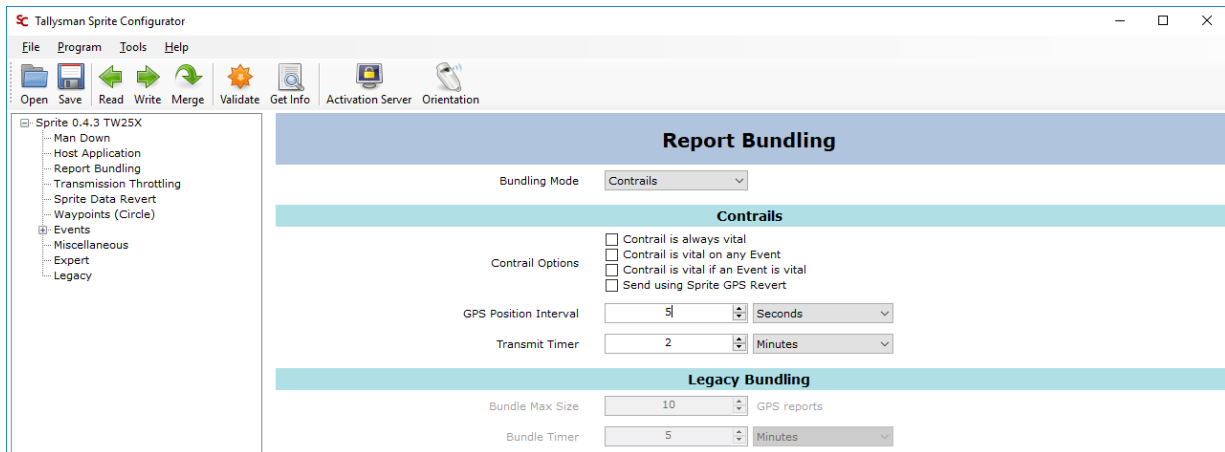 SC Tallysman Sprite Configurator
File Program Tools Help
Open Save Read Write Merge Validate Get Info Activation Server Orientation
Sprite 0.4.3 TW25X
Man Down
Host Application
Report Bundling
Transmission Throttling
Sprite Data Revert
Waypoints (Circle)
Events
Miscellaneous
Expert
Legacy
Report Bundling
Bundling Mode Contrails
Contrails
Contrail Options
Contrail is always vital
Contrail is vital on any Event
Contrail is vital if an Event is vital
Send using Sprite GPS Revert
GPS Position Interval 5 Seconds
Transmit Timer 2 Minutes
Legacy Bundling
Bundle Max Size 10 GPS reports
Bundle Timer 5 Minutes